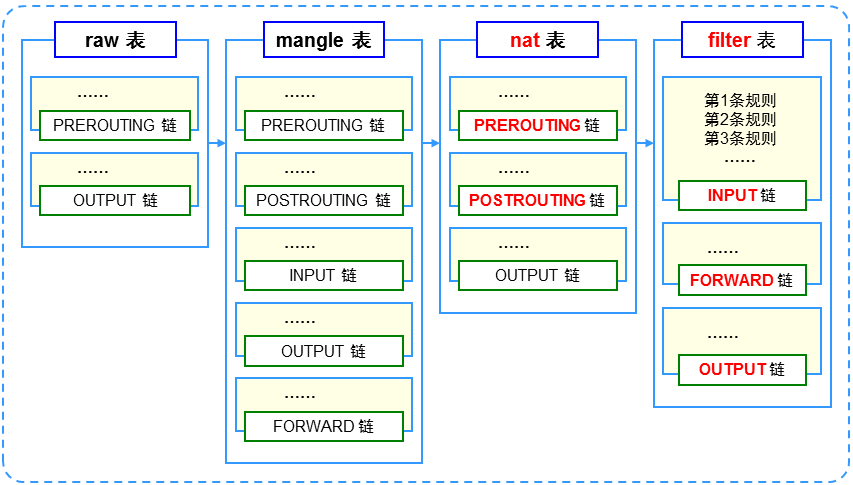 raw 表
……
PREROUTING 链
……
OUTPUT 链
mangle 表
……
PREROUTING 链
……
POSTROUTING 链
……
INPUT 链
……
OUTPUT 链
……
FORWARD 链
nat 表
……
PREROUTING 链
……
POSTROUTING 链
……
OUTPUT 链
filter 表
第1条规则
第2条规则
第3条规则
……
INPUT 链
……
FORWARD 链
……
OUTPUT 链